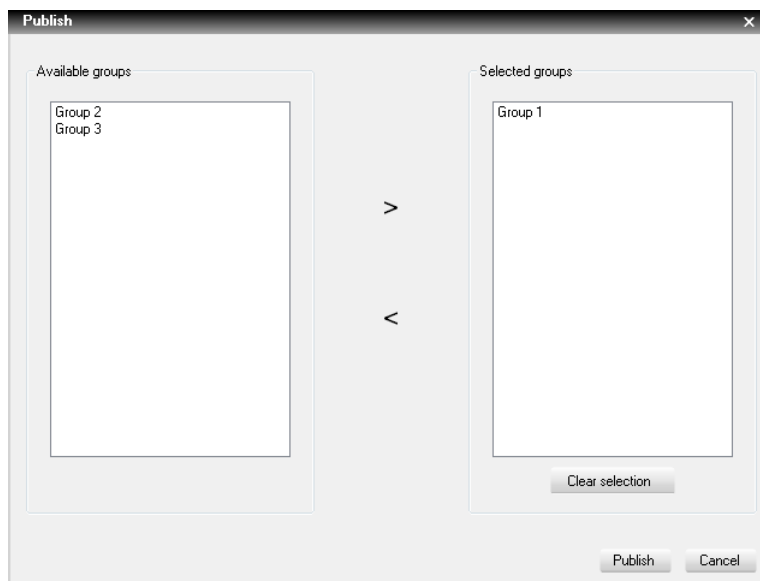 Publish
Available groups
Group 2
Group 3
>
<
Selected groups
Group 1
Clear selection
Publish
Cancel